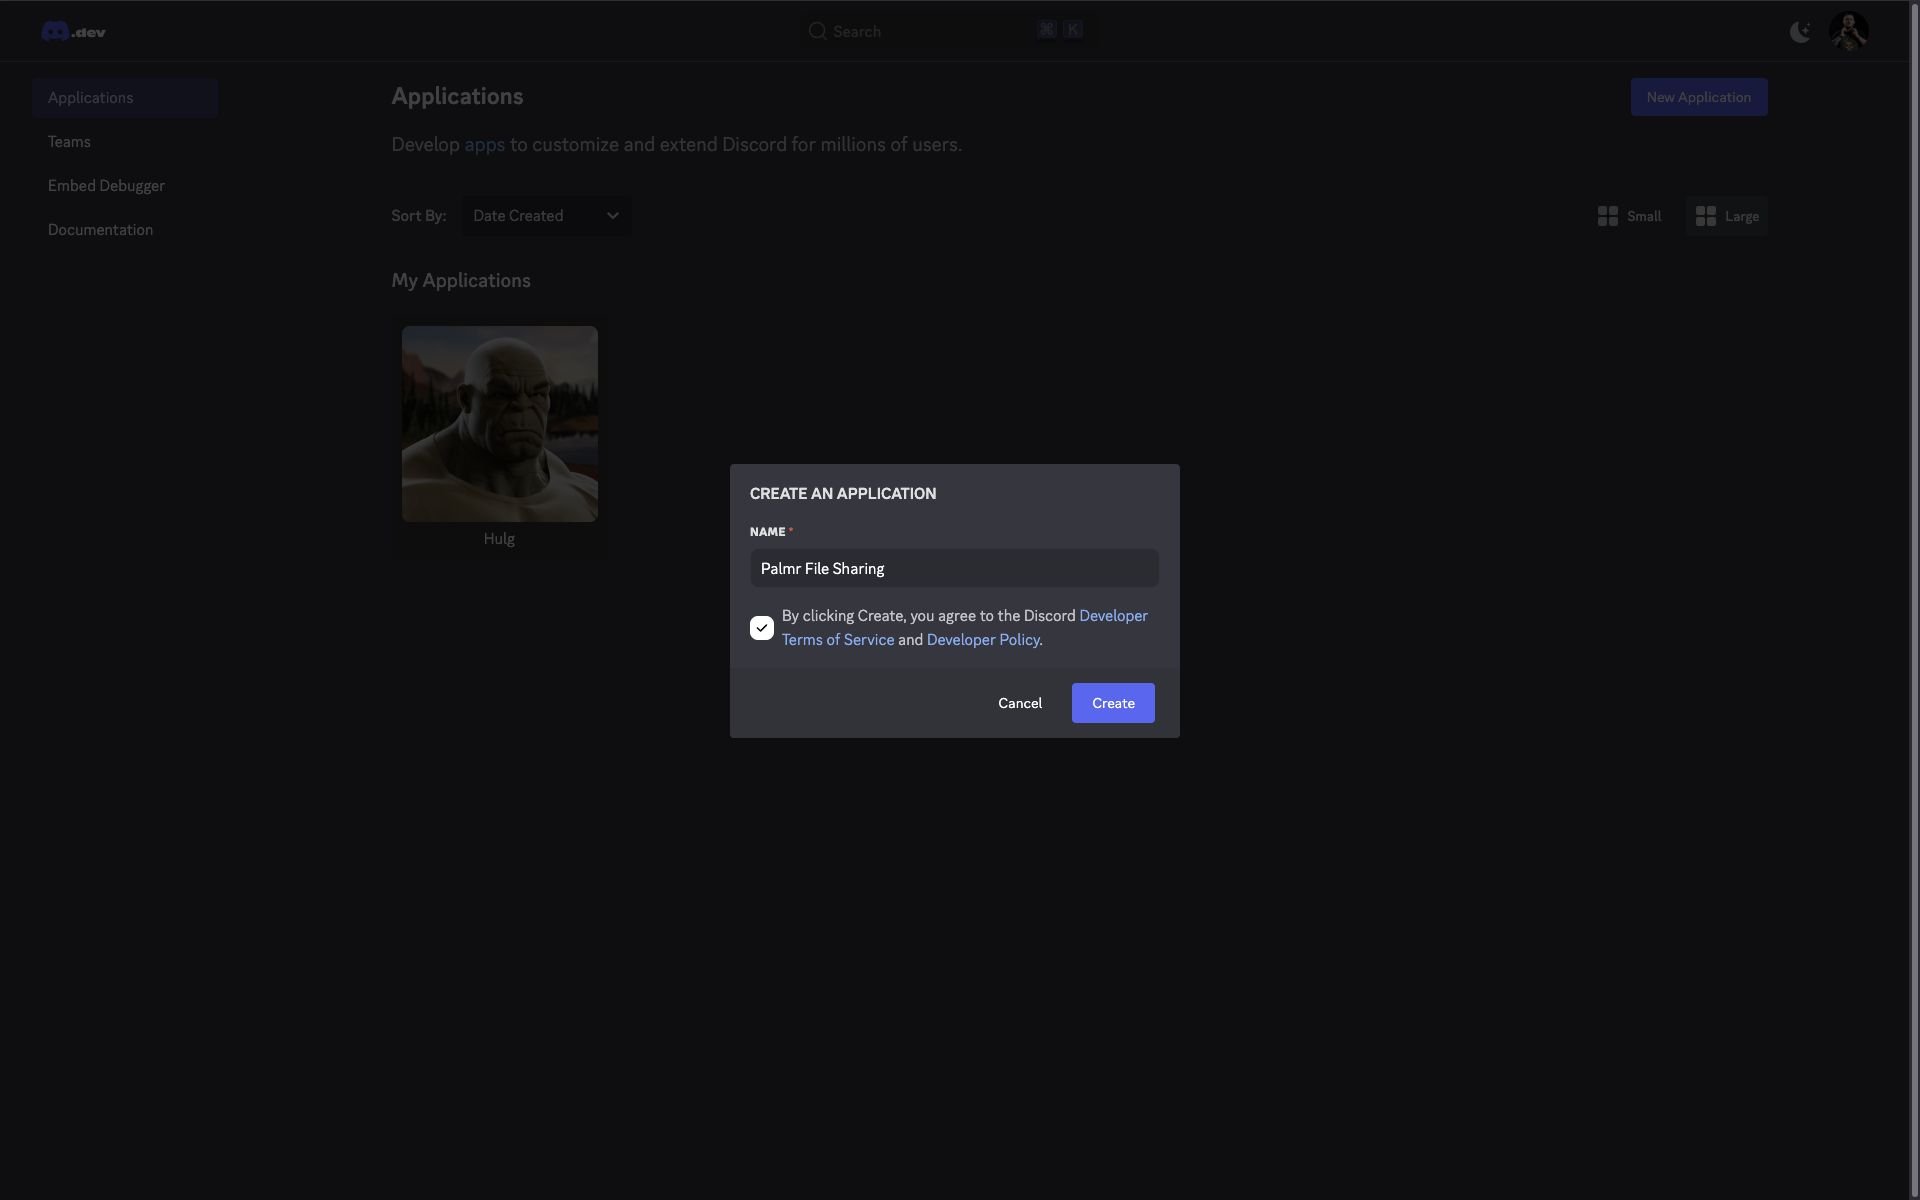 .dev
Search
⌘ K
Applications
Teams
Embed Debugger
Documentation
Applications
New Application
Develop apps to customize and extend Discord for millions of users.
Sort By:
Date Created
Small
Large
My Applications
Hulg
CREATE AN APPLICATION
NAME *
Palmr File Sharing
By clicking Create, you agree to the Discord Developer
Terms of Service and Developer Policy.
Cancel
Create